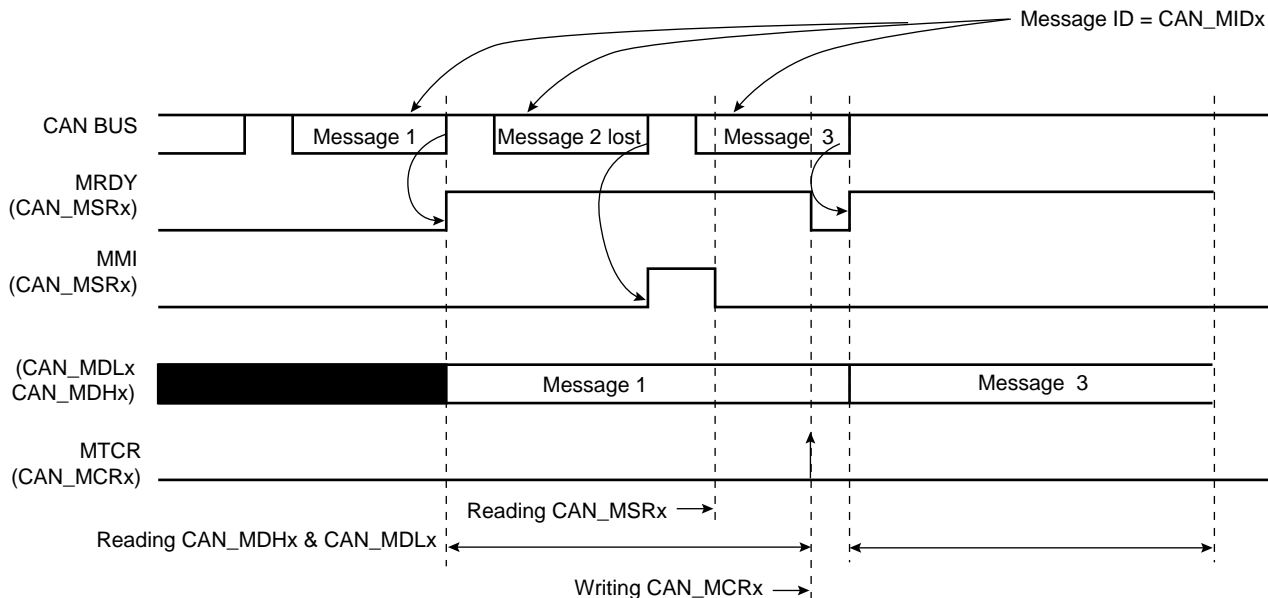 Message ID = CAN_MIDx
CAN BUS
Message 1
Message 2 lost
Message 3
MRDY
(CAN_MSRx)
MMI
(CAN_MSRx)
(CAN_MDLx
CAN_MDHx)
Message 1
Message 3
MTCR
(CAN_MCRx)
Reading CAN_MSRx
Reading CAN_MDHx & CAN_MDLx
Writing CAN_MCRx